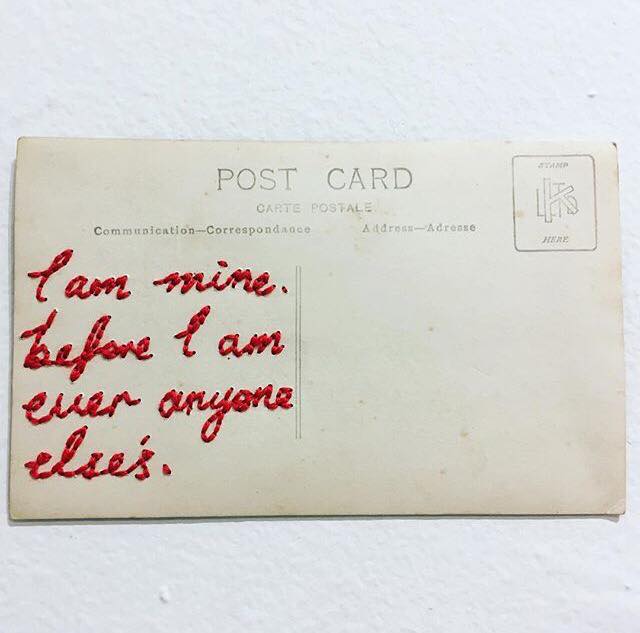 POST CARD
CARTE POSTALE
Communication—Correspondance
Address—Adresse
STAMP
HERE
I am mine.
before I am
ever anyone
else's.